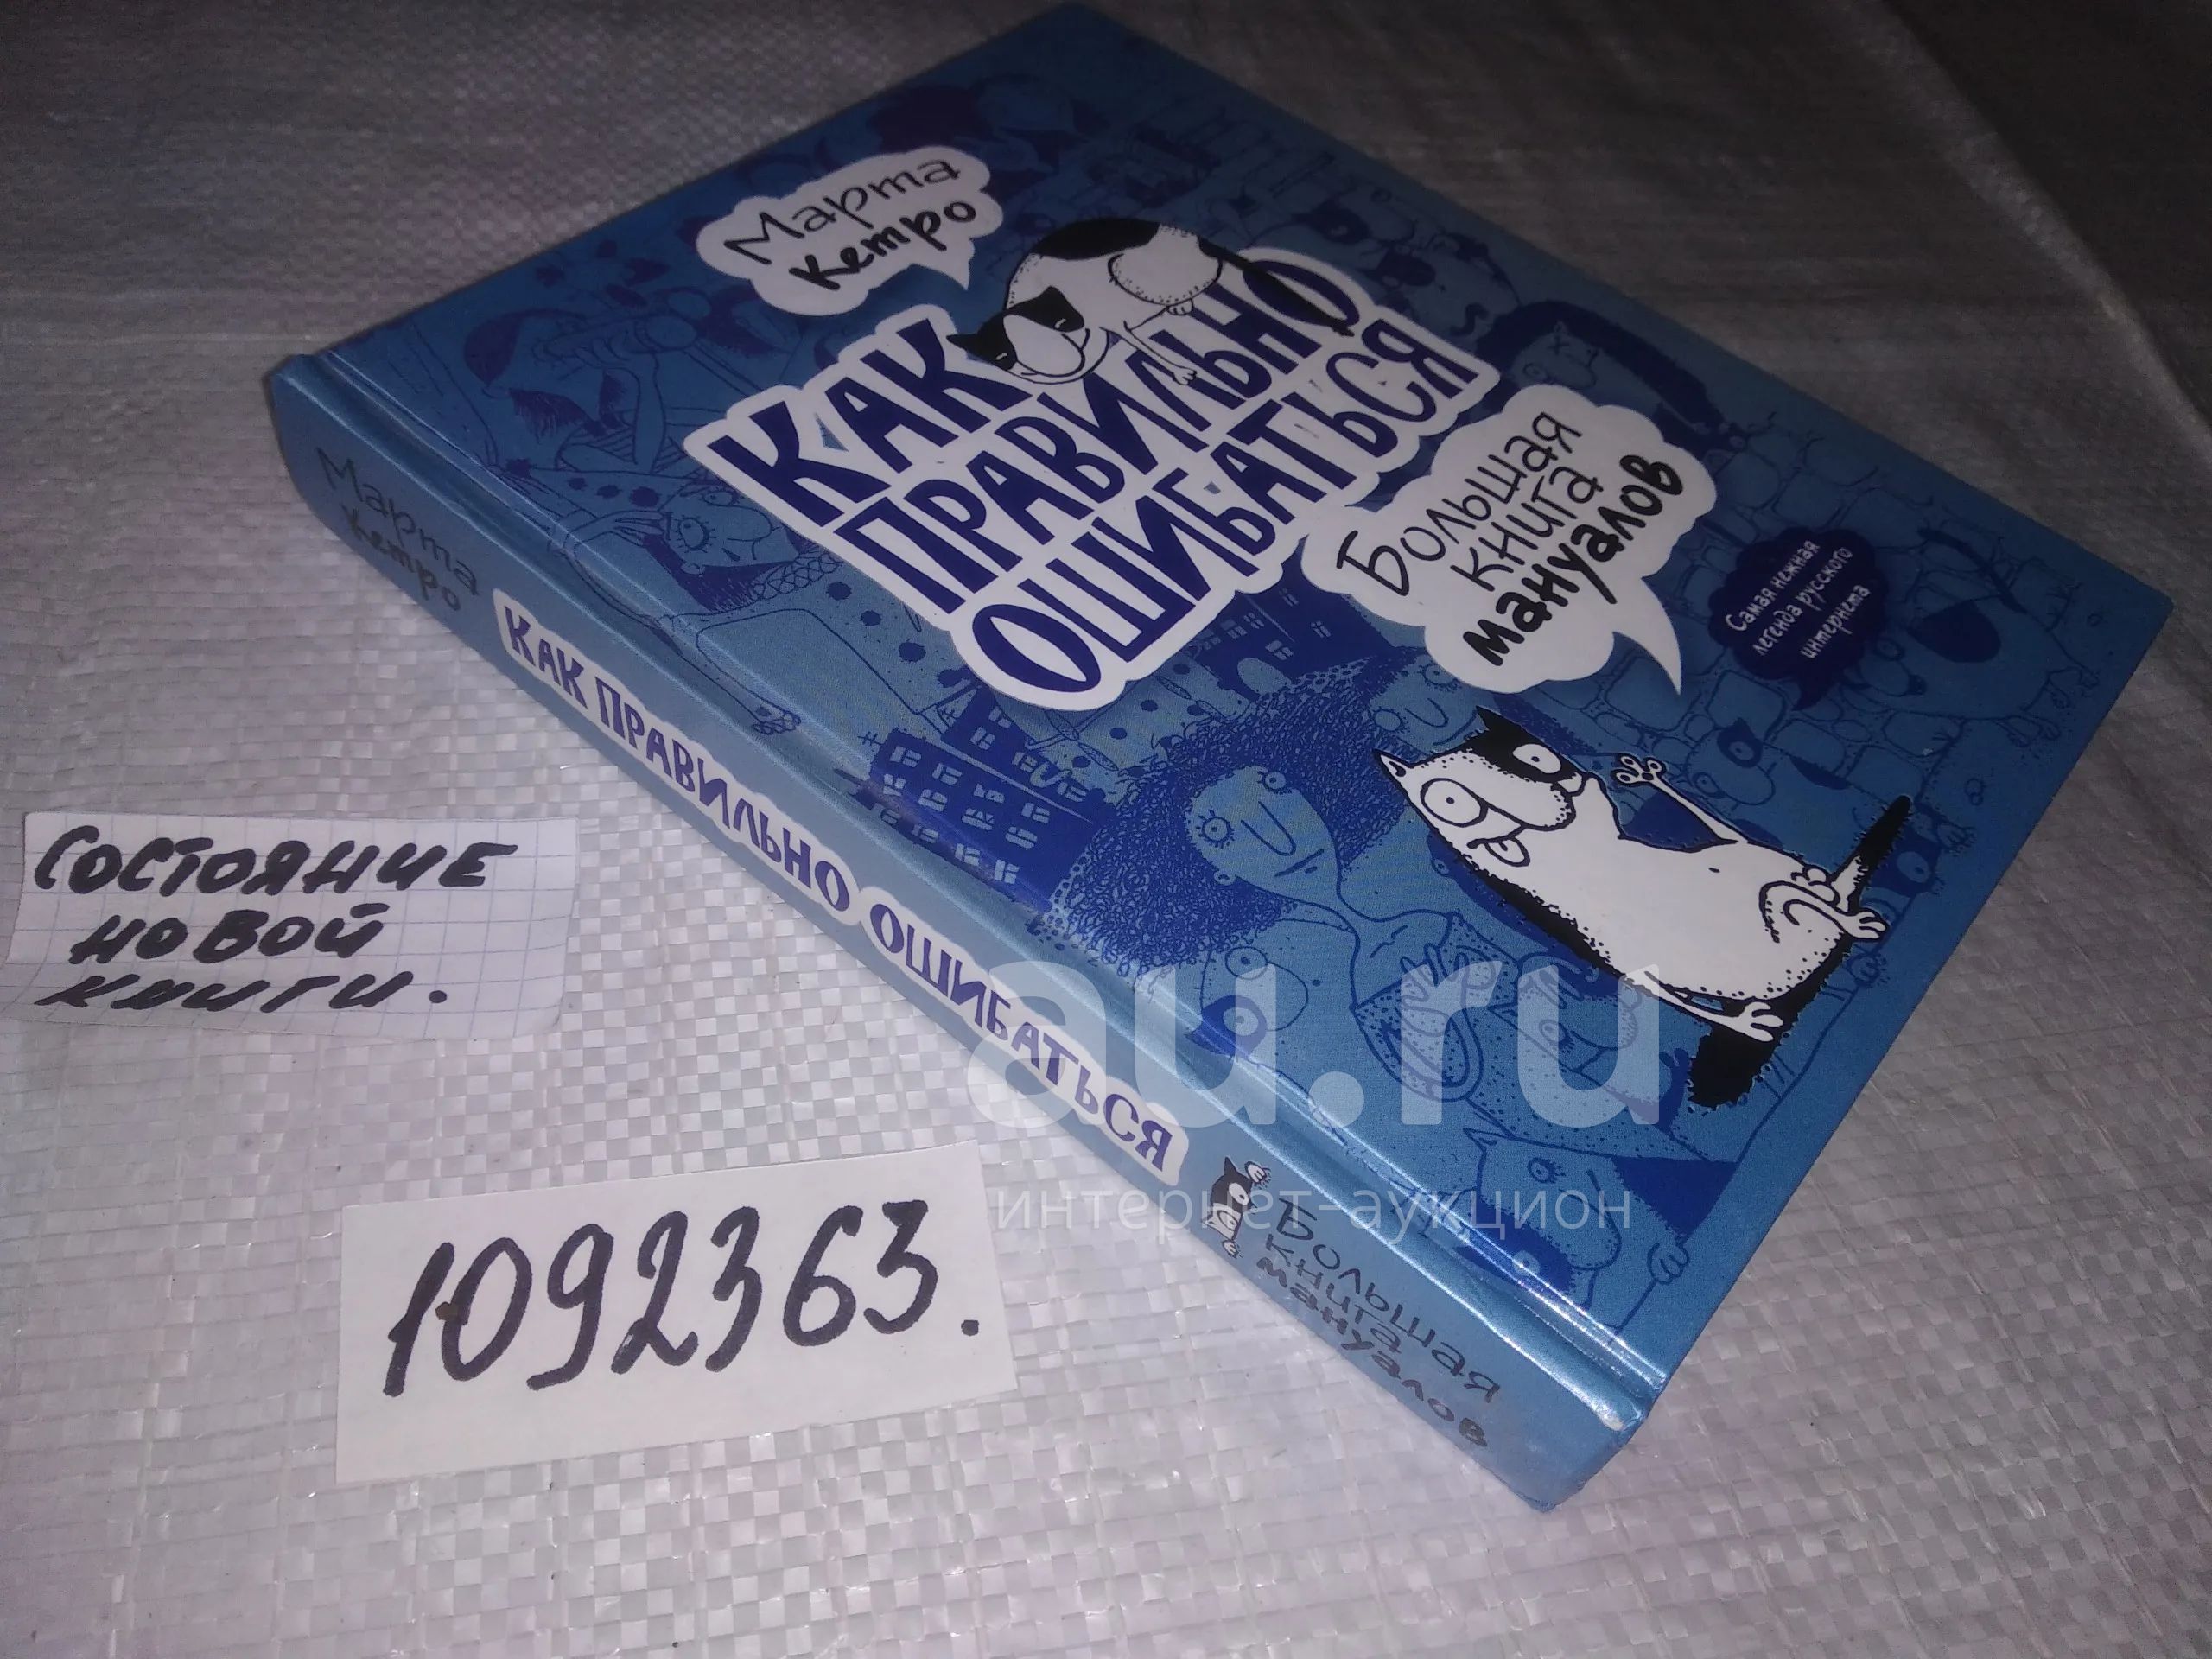 Марта
Кетро
КАК
ПРАВИЛЬНО
ОШИБАТЬСЯ
Большая
книга
мануалов
Самая нежная
легенда русского
интернета
Марта
Кетро
КАК ПРАВИЛЬНО ОШИБАТЬСЯ
Большая
книга
мануалов
СОСТОЯНИЕ
НОВОЙ
КНИГИ.
1092363.
au.ru
интернет-аукцион